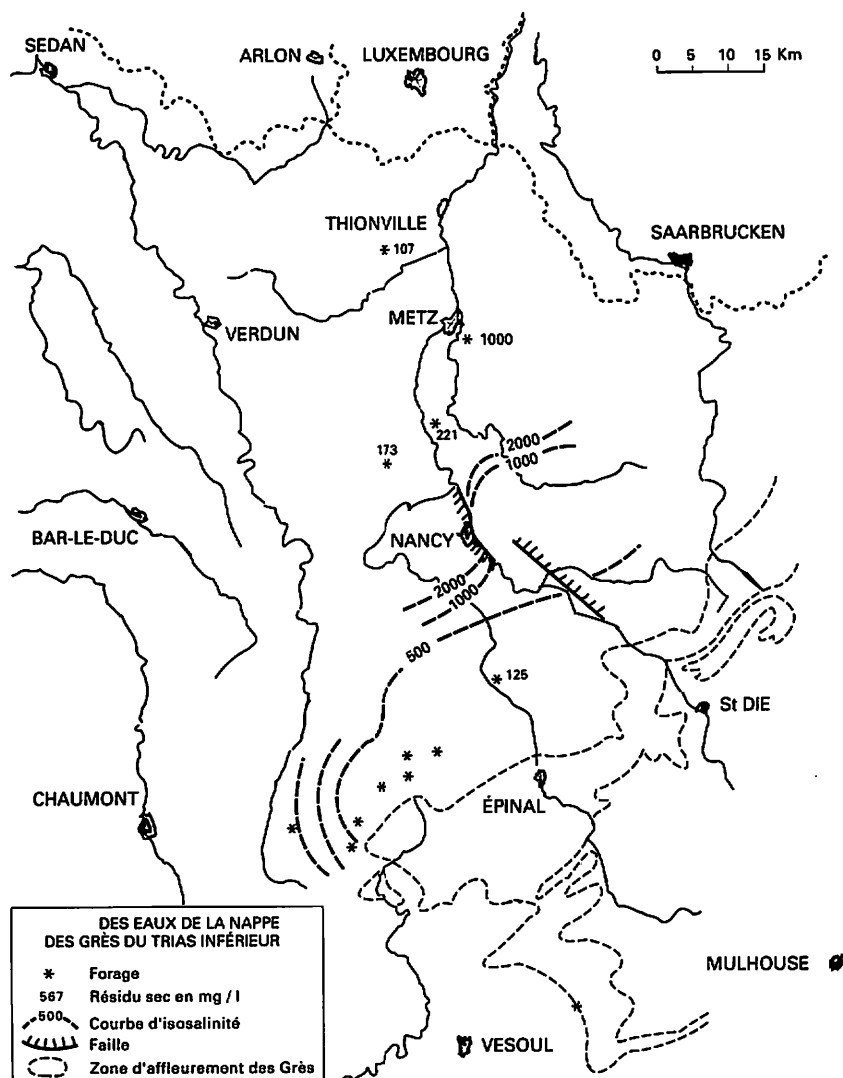 SEDAN
ARLON
LUXEMBOURG
0 5 10 15 Km
THIONVILLE
* 107
SAARBRUCKEN
VERDUN
METZ
* 1000
221
173
2000
1000
BAR-LE-DUC
NANCY
2000
1000
500
* 125
St DIE
CHAUMONT
ÉPINAL
MULHOUSE
VESOUL
DES EAUX DE LA NAPPE
DES GRÈS DU TRIAS INFÉRIEUR
* Forage
567 Résidu sec en mg / l
500 Courbe d'isosalinité
Faille
Zone d'affleurement des Grès